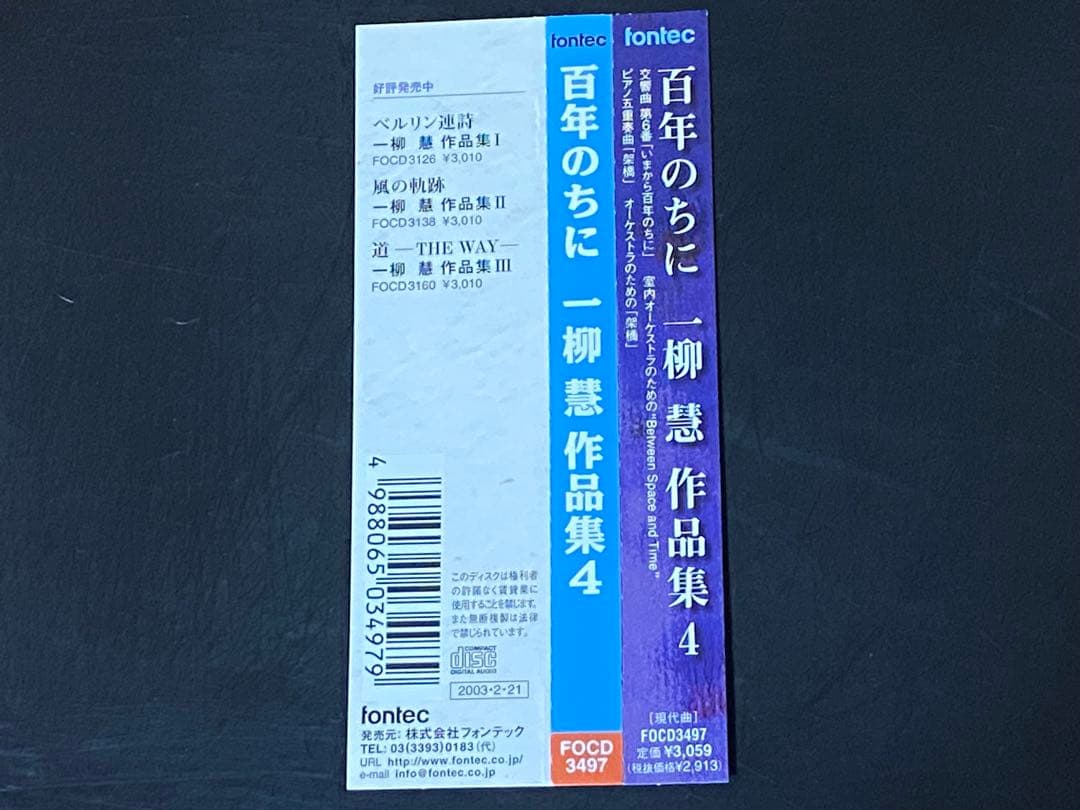 好評発売中
ベルリン連詩
一柳 慧 作品集Ⅰ
FOCD3126 ¥3,010
風の軌跡
一柳 慧 作品集Ⅱ
FOCD3138 ¥3,010
道 —THE WAY—
一柳 慧 作品集Ⅲ
FOCD3160 ¥3,010
4 988065 034979
このディスクは権利者
の許諾なく賃貸業に
使用することを禁じます。
また無断複製は法律
で禁じられています。
COMPACT
disc
DIGITAL AUDIO
2003・2・21
fontec
発売元: 株式会社フォンテック
TEL: 03(3393)0183(代)
URL http://www.fontec.co.jp/
e-mail info@fontec.co.jp
fontec
百年のちに 一柳 慧 作品集4
FOCD
3497
fontec
百年のちに 一柳 慧 作品集 4
交響曲 第6番「いまから百年のちに」 室内オーケストラのための"Between Space and Time"
ピアノ五重奏曲「架橋」 オーケストラのための「架橋」
[現代曲]
FOCD3497
定価 ¥3,059
(税抜価格¥2,913)